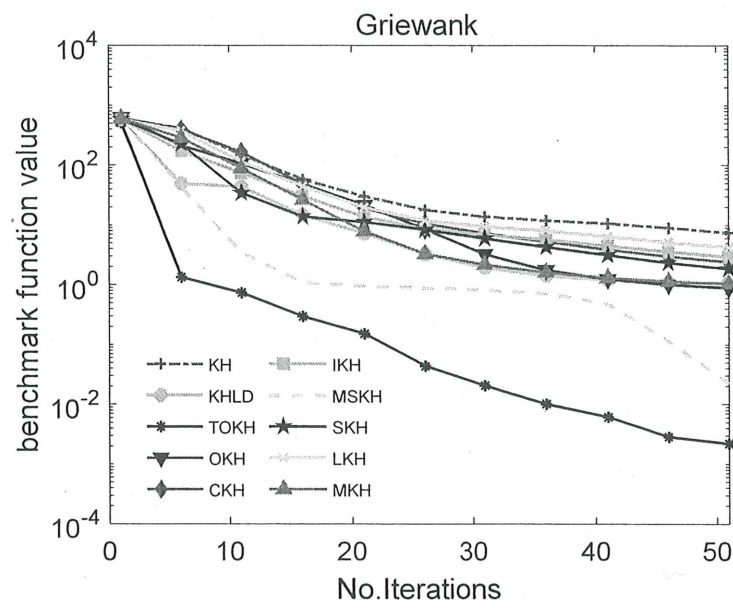 Griewank
10^4
10^2
10^0
10^-2
10^-4
benchmark function value
KH
KHLD
TOKH
OKH
CKH
IKH
MSKH
SKH
LKH
MKH
0 10 20 30 40 50
No.Iterations